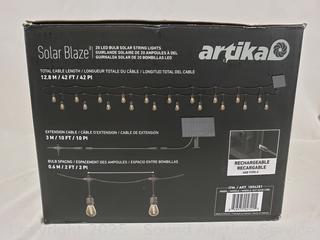 Solar Blaze
20 LED BULB SOLAR STRING LIGHTS
GUIRLANDE SOLAIRE DE 20 AMPOULES À DEL
GUIRNALDA SOLAR DE 20 BOMBILLAS LED
artika
TOTAL CABLE LENGTH / LONGUEUR TOTALE DU CÂBLE / LONGITUD TOTAL DEL CABLE
12.8 M / 42 FT / 42 PI
EXTENSION CABLE / CÂBLE D'EXTENSION / CABLE DE EXTENSIÓN
3 M / 10 FT / 10 PI
BULB SPACING / ESPACEMENT DES AMPOULES / ESPACIO ENTRE BOMBILLAS
0.6 M / 2 FT / 2 PI
RECHARGEABLE
RECARGABLE
USB TYPE-C